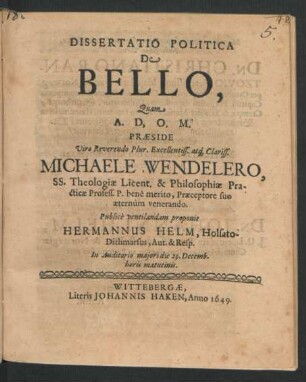 5.
DISSERTATIO POLITICA
De
BELLO,
Quam
A. D. O. M.
PRÆSIDE
Viro Reverendo Plur. Excellentiss. atq́; Clariss.
MICHAELE WENDELERO,
SS. Theologiæ Licent. & Philosophiæ Pra-
cticæ Profess. P. benè merito, Præceptore suo
æternùm venerando.
Publicè ventilandam proponit
HERMANNUS HELM, Holsato-
Dithmarsus, Aut. & Resp.
In Auditorio majori die 29. Decemb.
horis matutinis.
WITTEBERGÆ,
Literis JOHANNIS HAKEN, Anno 1649.